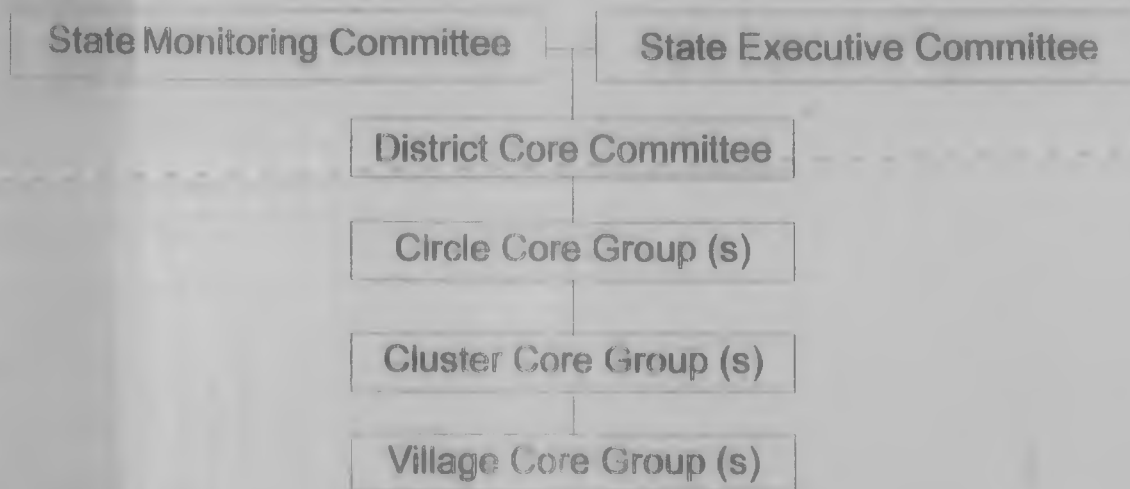 State Monitoring Committee
State Executive Committee
District Core Committee
Circle Core Group (s)
Cluster Core Group (s)
Village Core Group (s)